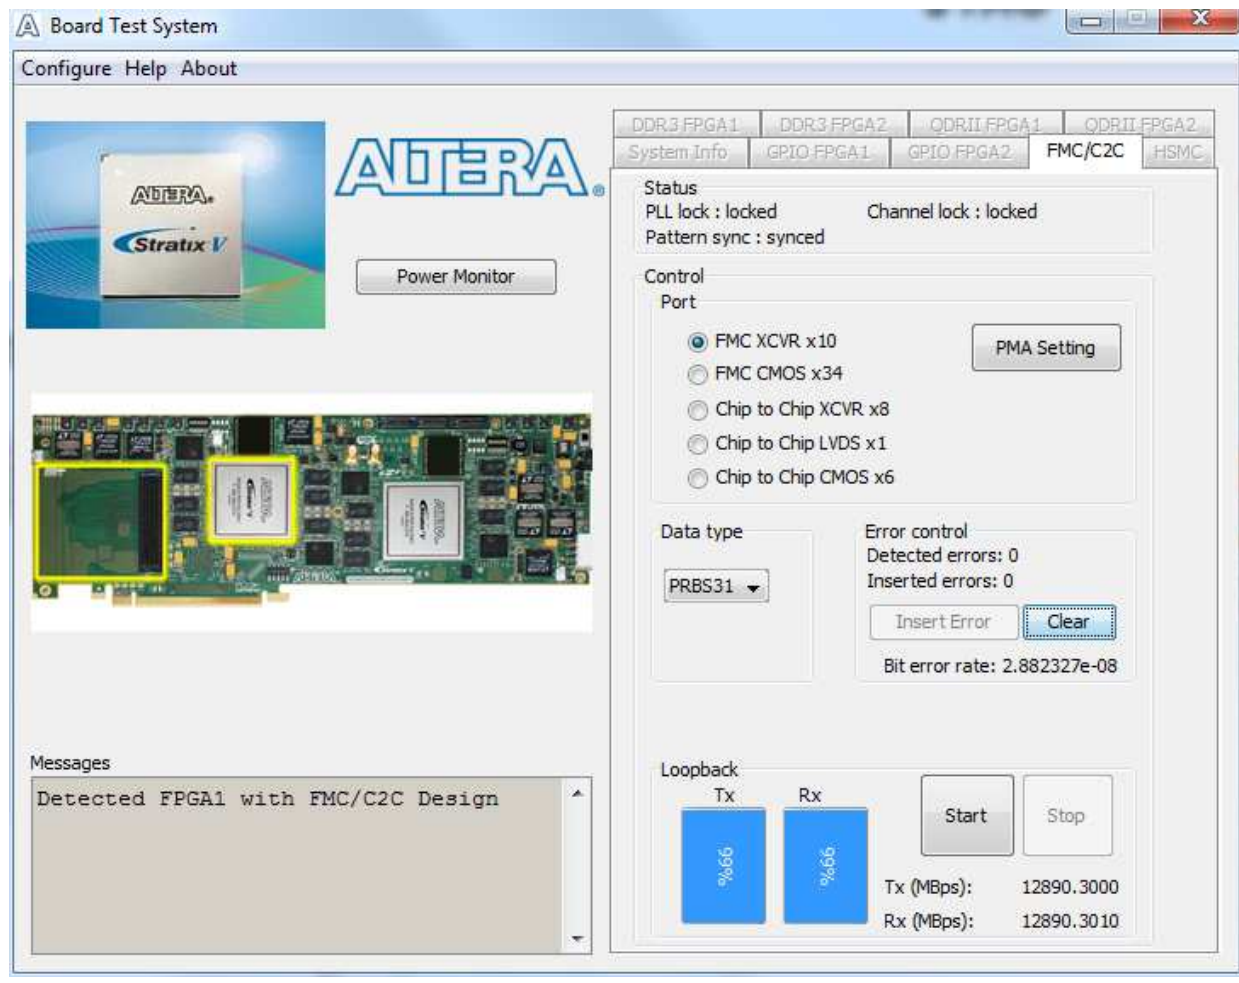 Board Test System
Configure Help About
ALTERA®
ALTERA®
Stratix V
Power Monitor
DDR3 FPGA1 DDR3 FPGA2 QDRII FPGA1 QDRII FPGA2
System Info GPIO FPGA1 GPIO FPGA2 FMC/C2C HSMC
Status
PLL lock : locked Channel lock : locked
Pattern sync : synced
Control
Port
FMC XCVR x10
FMC CMOS x34
Chip to Chip XCVR x8
Chip to Chip LVDS x1
Chip to Chip CMOS x6
PMA Setting
Data type
PRBS31
Error control
Detected errors: 0
Inserted errors: 0
Insert Error Clear
Bit error rate: 2.882327e-08
Messages
Detected FPGA1 with FMC/C2C Design
Loopback
Tx Rx
99% 99%
Start Stop
Tx (MBps): 12890.3000
Rx (MBps): 12890.3010